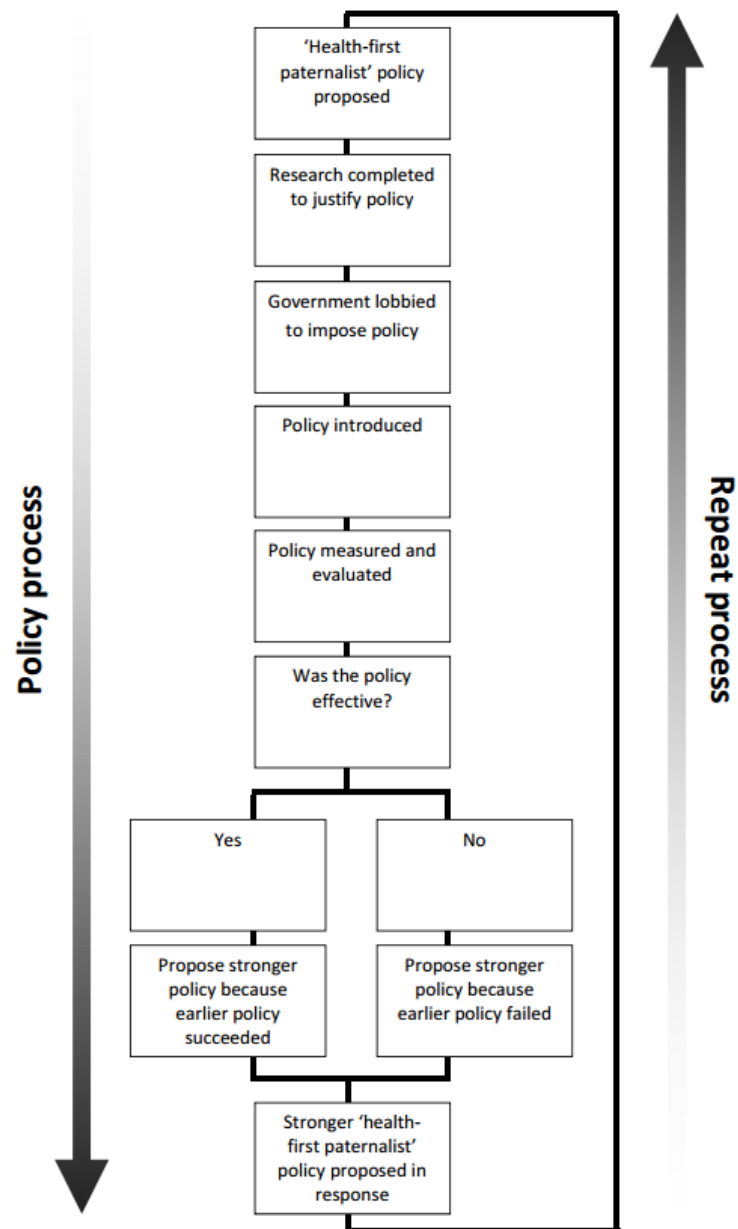 ‘Health-first
paternalist’ policy
proposed
Research completed
to justify policy
Government lobbied
to impose policy
Policy introduced
Policy measured and
evaluated
Was the policy
effective?
Yes
No
Propose stronger
policy because
earlier policy
succeeded
Propose stronger
policy because
earlier policy failed
Stronger ‘health-
first paternalist’
policy proposed in
response
Policy process
Repeat process